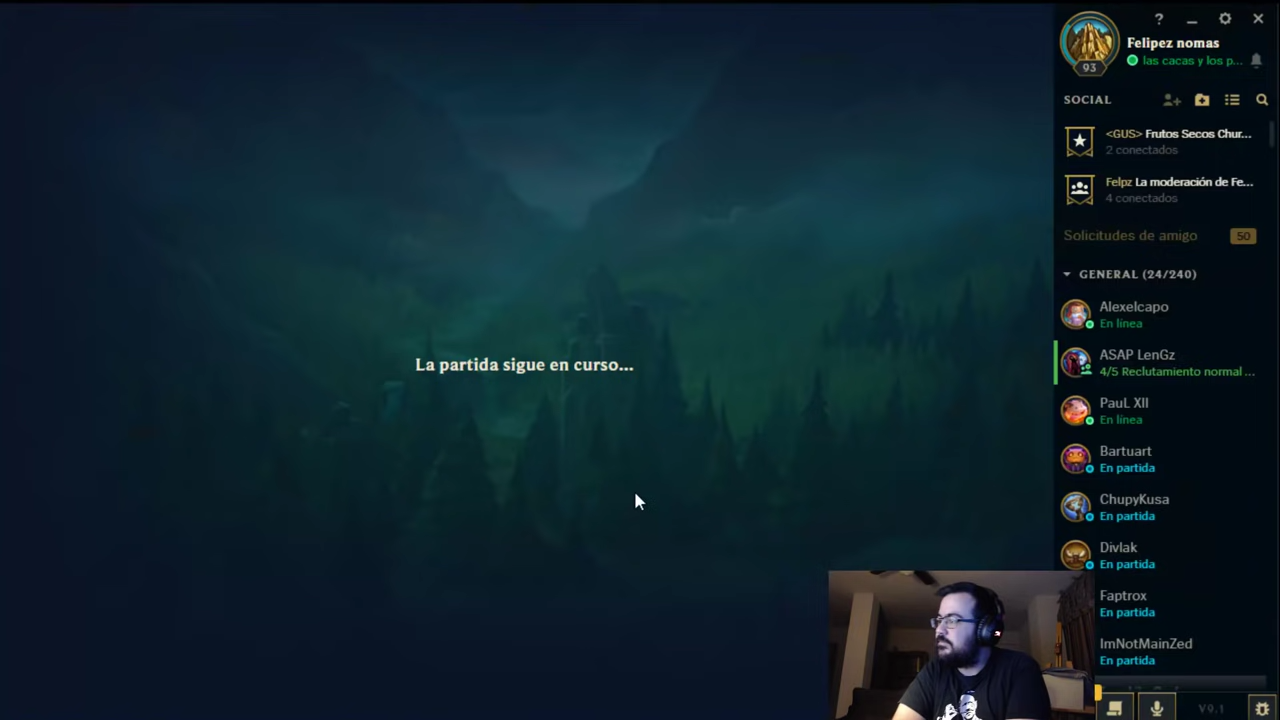 ?
Felipez nomas
93
las cacas y los p...
SOCIAL
<GUS> Frutos Secos Chur...
2 conectados
Felpz La moderación de Fe...
4 conectados
Solicitudes de amigo 50
GENERAL (24/240)
Alexelcapo
En línea
ASAP LenGz
4/5 Reclutamiento normal ...
PauL XII
En línea
Bartuart
En partida
ChupyKusa
En partida
Divlak
En partida
Faptrox
En partida
ImNotMainZed
En partida
V9.1
La partida sigue en curso...